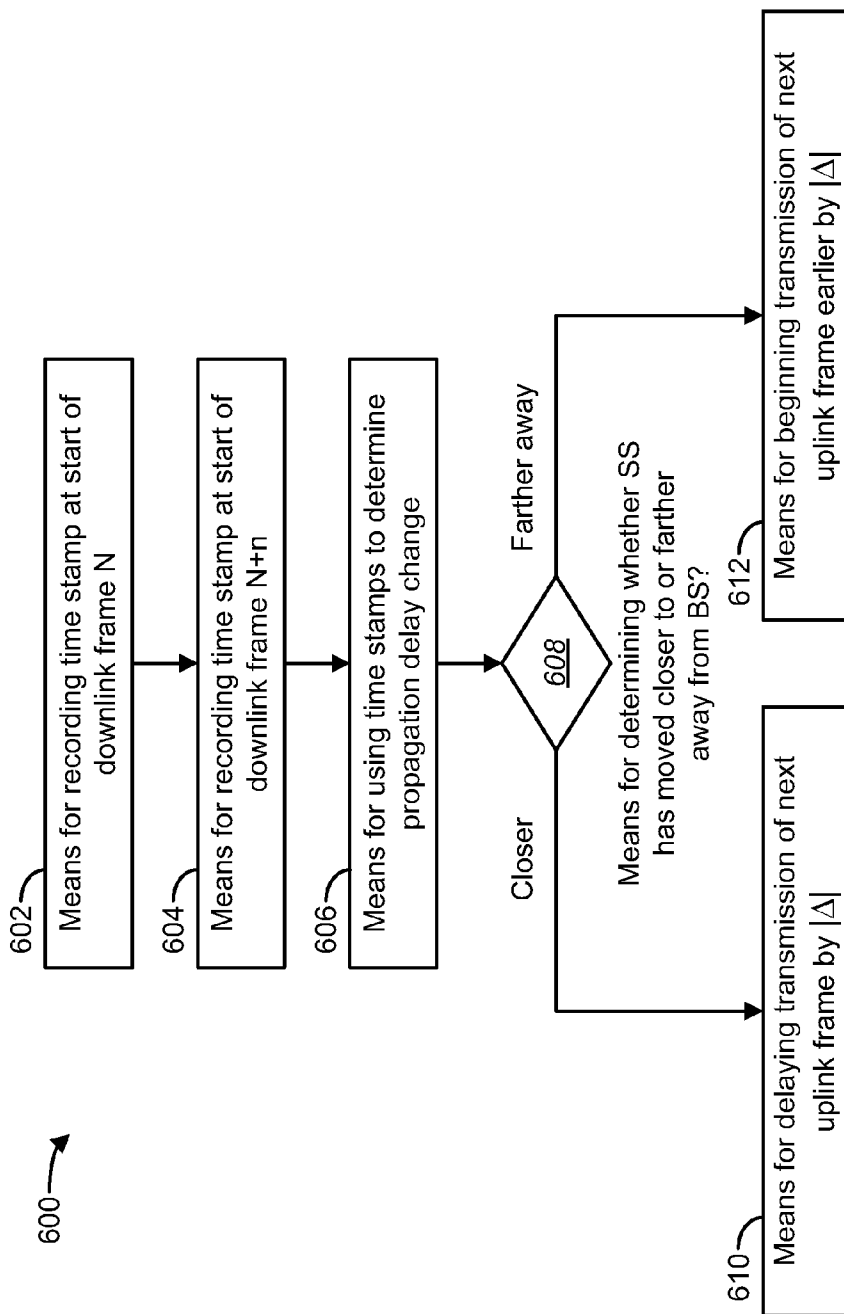 600
602
Means for recording time stamp at start of
downlink frame N
604
Means for recording time stamp at start of
downlink frame N+n
606
Means for using time stamps to determine
propagation delay change
Closer
608
Farther away
Means for determining whether SS
has moved closer to or farther
away from BS?
610
Means for delaying transmission of next
uplink frame by |Δ|
612
Means for beginning transmission of next
uplink frame earlier by |Δ|